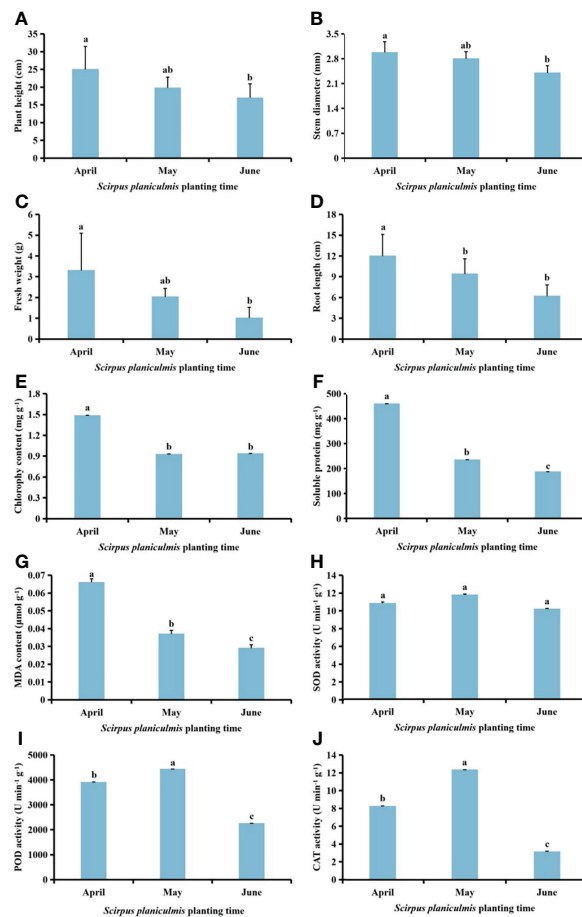 A
Plant height (cm)
35
30
25
20
15
10
5
0
a
ab
b
April May June
Scirpus planiculmis planting time
B
Stem diameter (mm)
3.5
2.8
2.1
1.4
0.7
0
a
ab
b
April May June
Scirpus planiculmis planting time
C
Fresh weight (g)
6
5
4
3
2
1
0
a
ab
b
April May June
Scirpus planiculmis planting time
D
Root length (cm)
18
15
12
9
6
3
0
a
b
b
April May June
Scirpus planiculmis planting time
E
Chlorophy content (mg g⁻¹)
1.8
1.5
1.2
0.9
0.6
0.3
0
a
b
b
April May June
Scirpus planiculmis planting time
F
Soluble protein (mg g⁻¹)
500
400
300
200
100
0
a
b
c
April May June
Scirpus planiculmis planting time
G
MDA content (μmol g⁻¹)
0.07
0.06
0.05
0.04
0.03
0.02
0.01
0
a
b
c
April May June
Scirpus planiculmis planting time
H
SOD activity (U min⁻¹ g⁻¹)
14
12
10
8
6
4
2
0
a
a
a
April May June
Scirpus planiculmis planting time
I
POD activity (U min⁻¹ g⁻¹)
5000
4000
3000
2000
1000
0
b
a
c
April May June
Scirpus planiculmis planting time
J
CAT activity (U min⁻¹ g⁻¹)
14
12
10
8
6
4
2
0
b
a
c
April May June
Scirpus planiculmis planting time